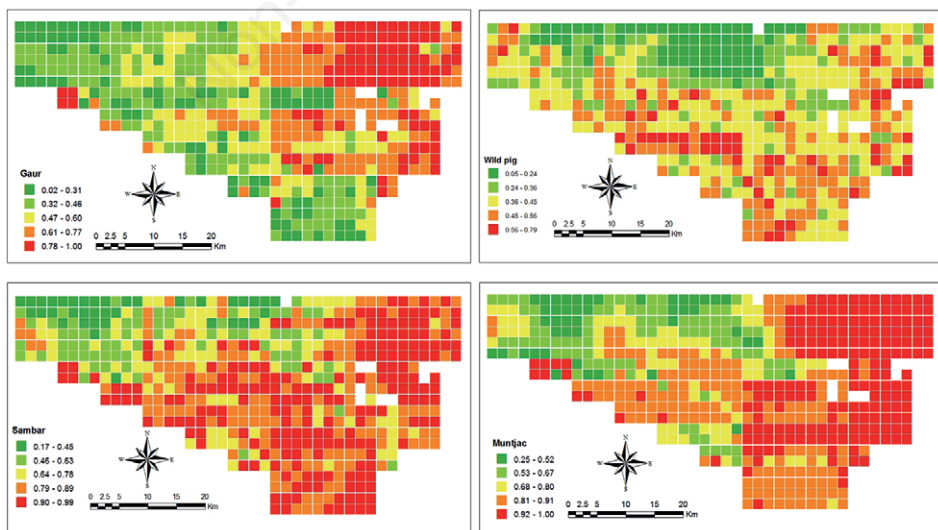 Gaur
0.02 - 0.31
0.32 - 0.46
0.47 - 0.60
0.61 - 0.77
0.78 - 1.00
N
W E
S
0 2.5 5 10 15 20
Km
Wild pig
0.05 - 0.24
0.24 - 0.36
0.36 - 0.45
0.45 - 0.56
0.56 - 0.79
N
W E
S
0 2.5 5 10 15 20
Km
Sambar
0.17 - 0.45
0.46 - 0.63
0.64 - 0.78
0.79 - 0.89
0.90 - 0.99
N
W E
S
0 2.5 5 10 15 20
Km
Muntjac
0.25 - 0.52
0.53 - 0.67
0.68 - 0.80
0.81 - 0.91
0.92 - 1.00
N
W E
S
0 2.5 5 10 15 20
Km